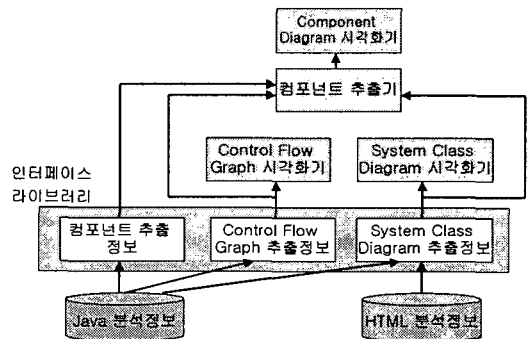 Component
Diagram 시각화기
컴포넌트 추출기
Control Flow
Graph 시각화기
System Class
Diagram 시각화기
인터페이스
라이브러리
컴포넌트 추출
정보
Control Flow
Graph 추출정보
System Class
Diagram 추출정보
Java 분석정보
HTML 분석정보